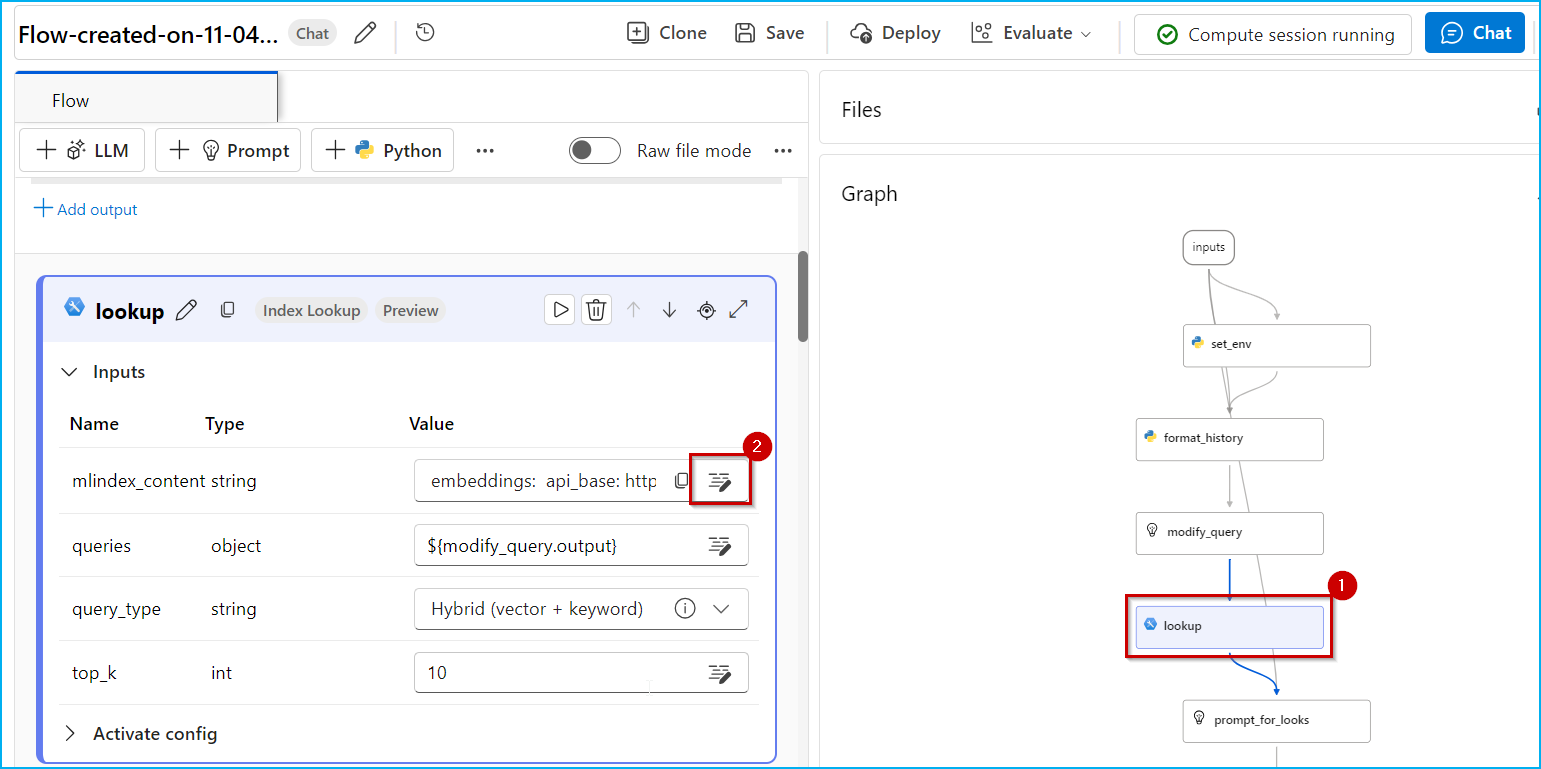 Flow-created-on-11-04... Chat Clone Save Deploy Evaluate Compute session running Chat
Flow
LLM Prompt Python ... Raw file mode ...
Add output
lookup Index Lookup Preview
Inputs
Name Type Value
2
mlindex_content string embeddings: api_base: http
queries object ${modify_query.output}
query_type string Hybrid (vector + keyword)
top_k int 10
Activate config
Files
Graph
inputs
set_env
format_history
modify_query
1
lookup
prompt_for_looks